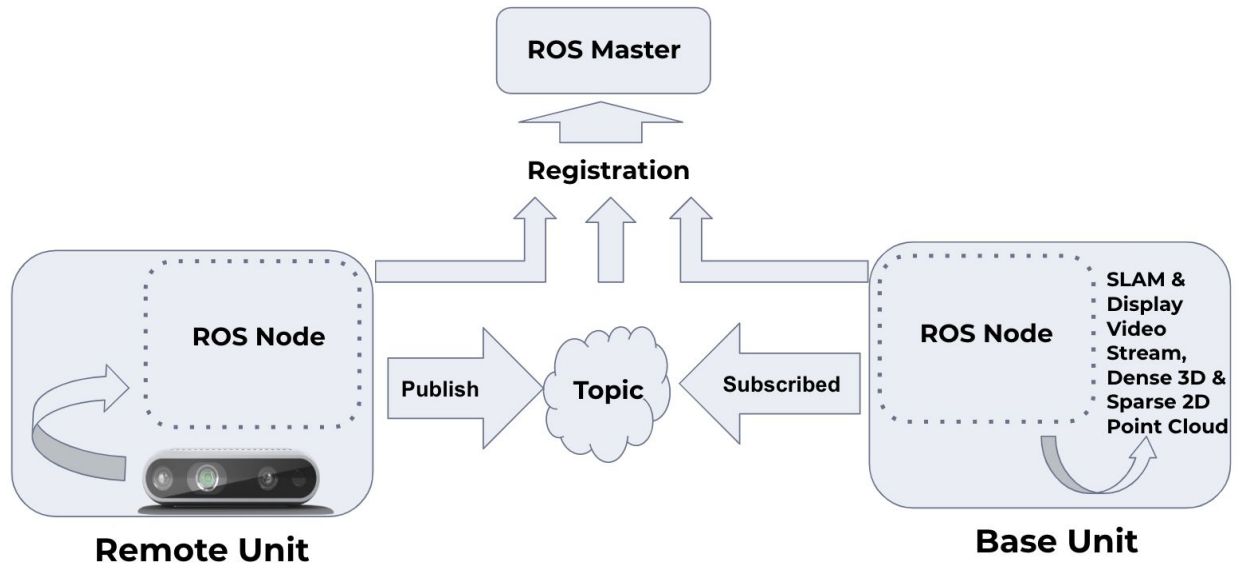 ROS Master
Registration
ROS Node
Publish
Topic
Subscribed
ROS Node
SLAM &
Display
Video
Stream,
Dense 3D &
Sparse 2D
Point Cloud
Remote Unit
Base Unit